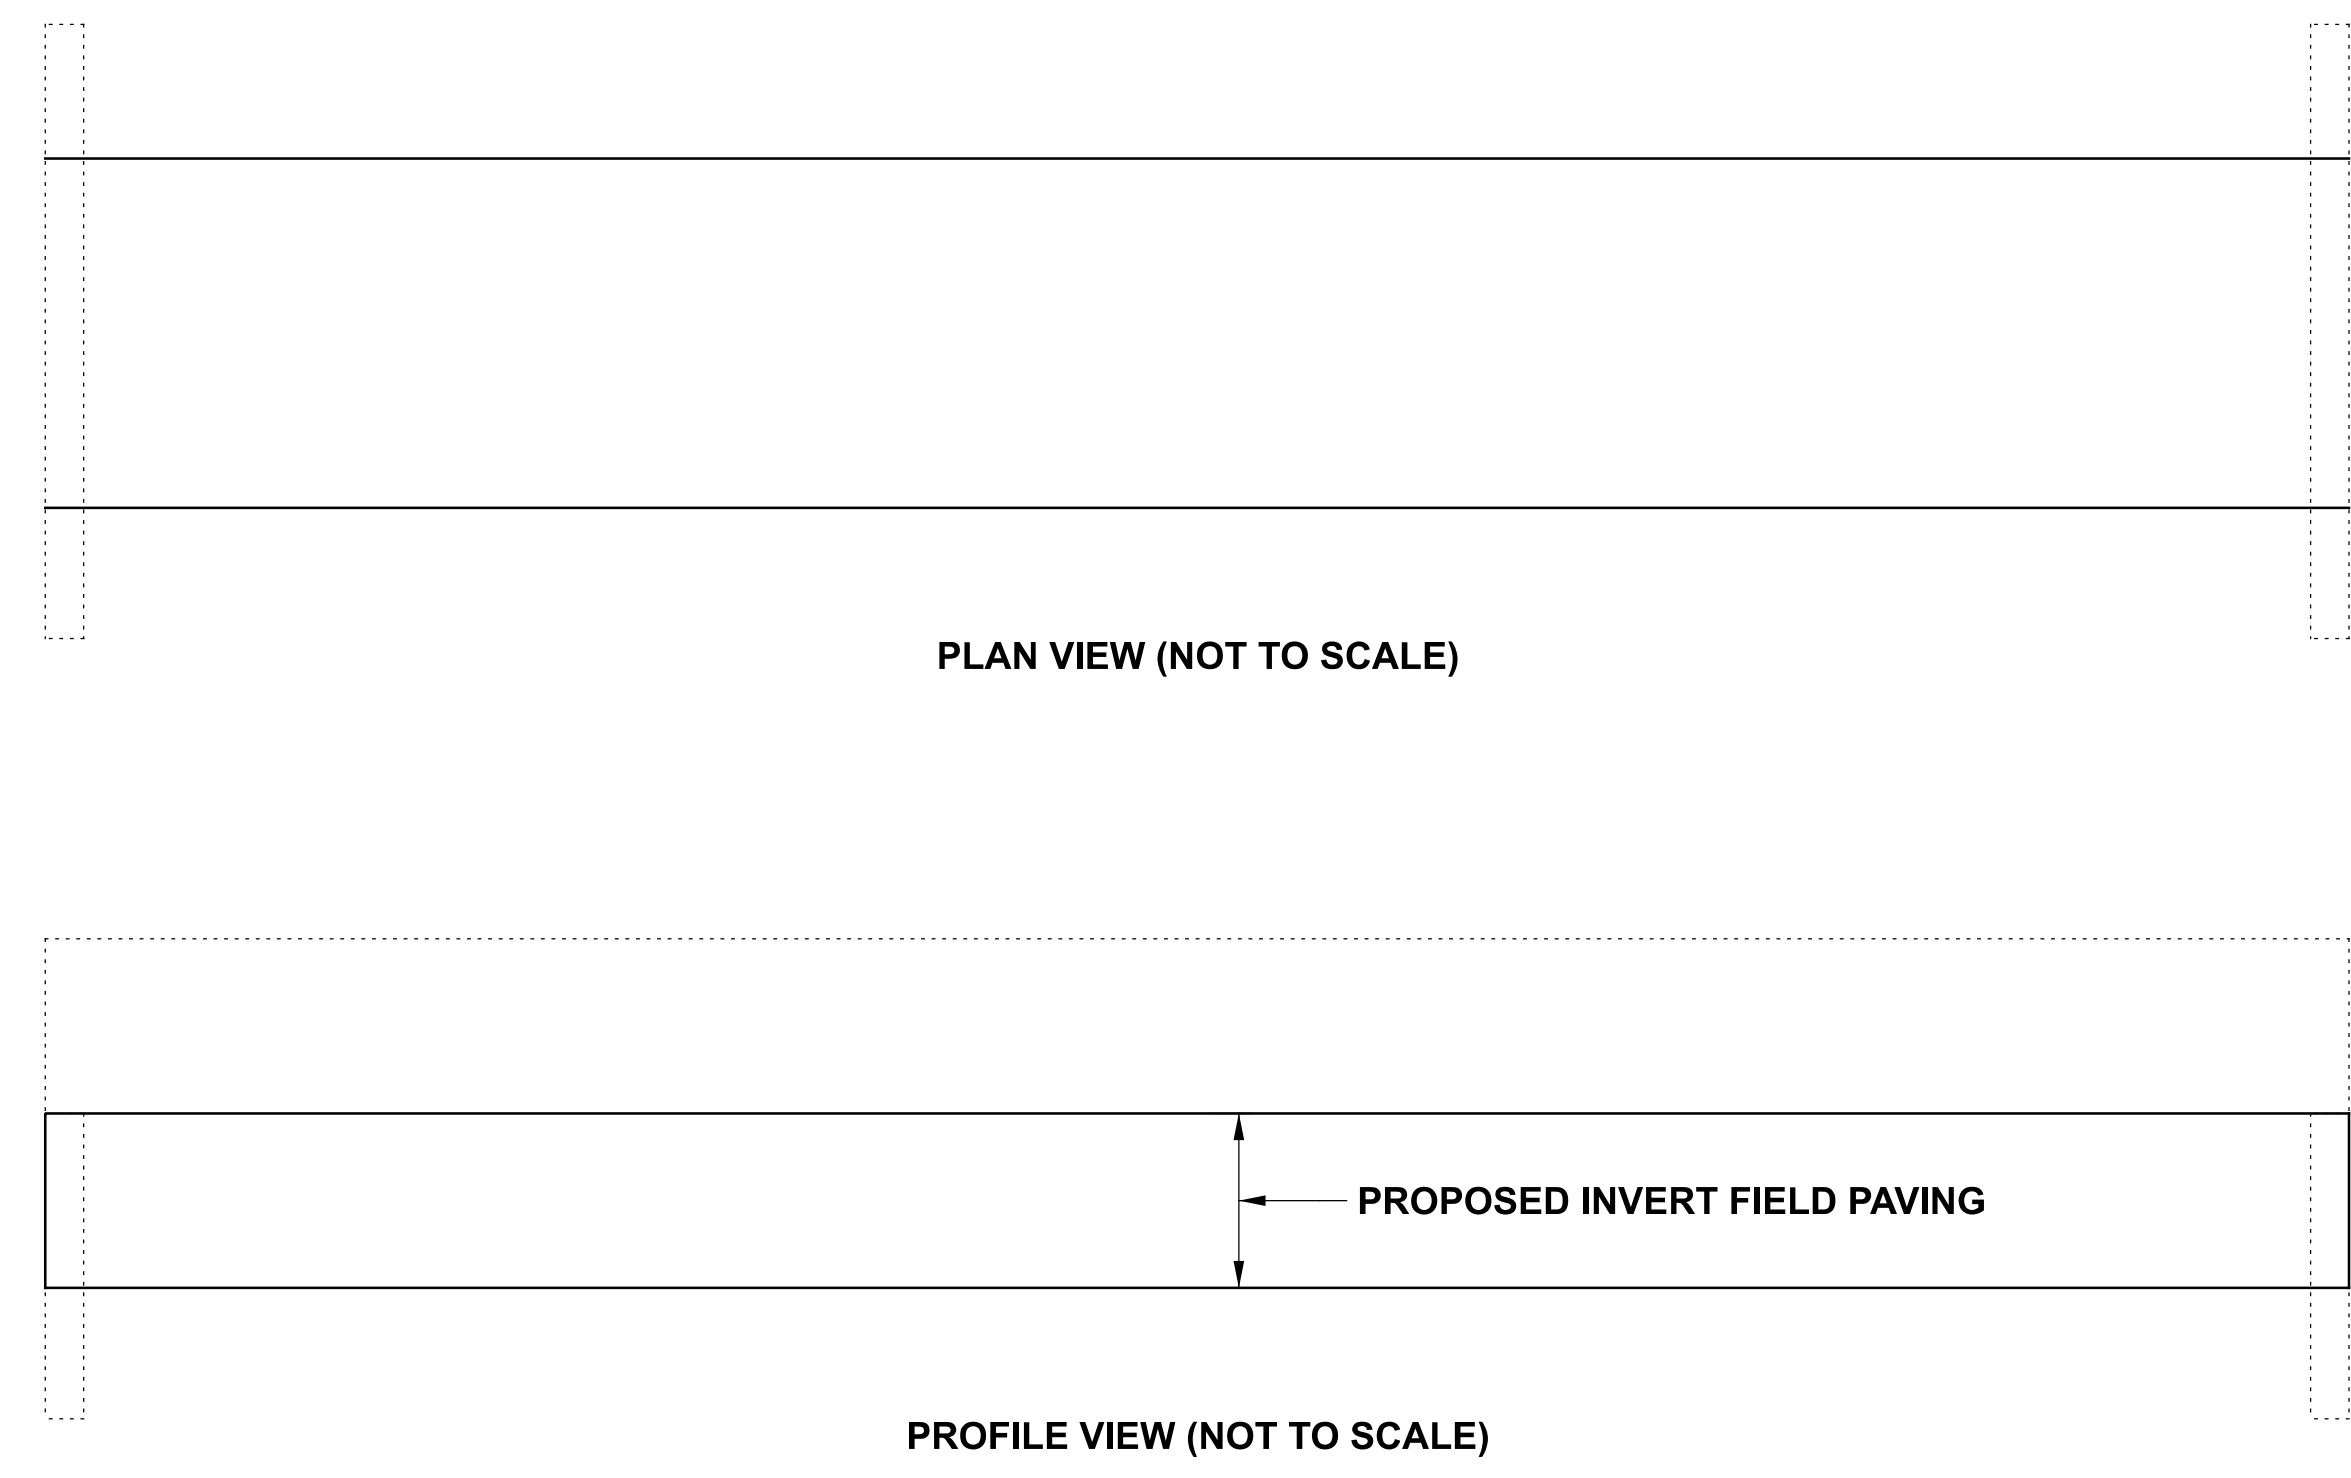 PLAN VIEW (NOT TO SCALE)
PROPOSED INVERT FIELD PAVING
PROFILE VIEW (NOT TO SCALE)